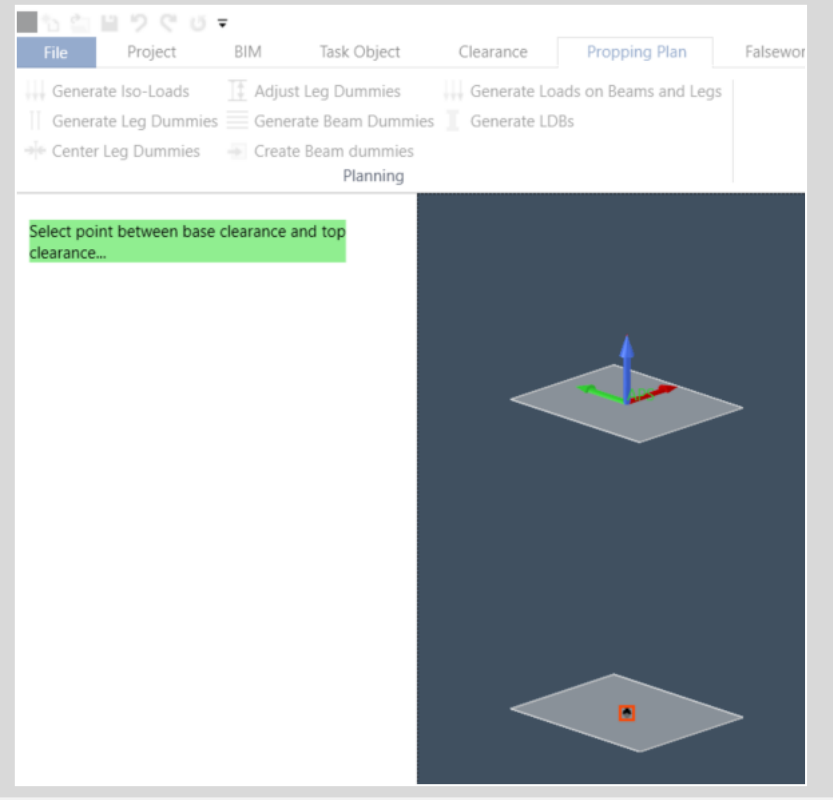 File Project BIM Task Object Clearance Propping Plan Falsewor
Generate Iso-Loads Adjust Leg Dummies Generate Loads on Beams and Legs
Generate Leg Dummies Generate Beam Dummies Generate LDBs
Center Leg Dummies Create Beam dummies
Planning
Select point between base clearance and top
clearance...